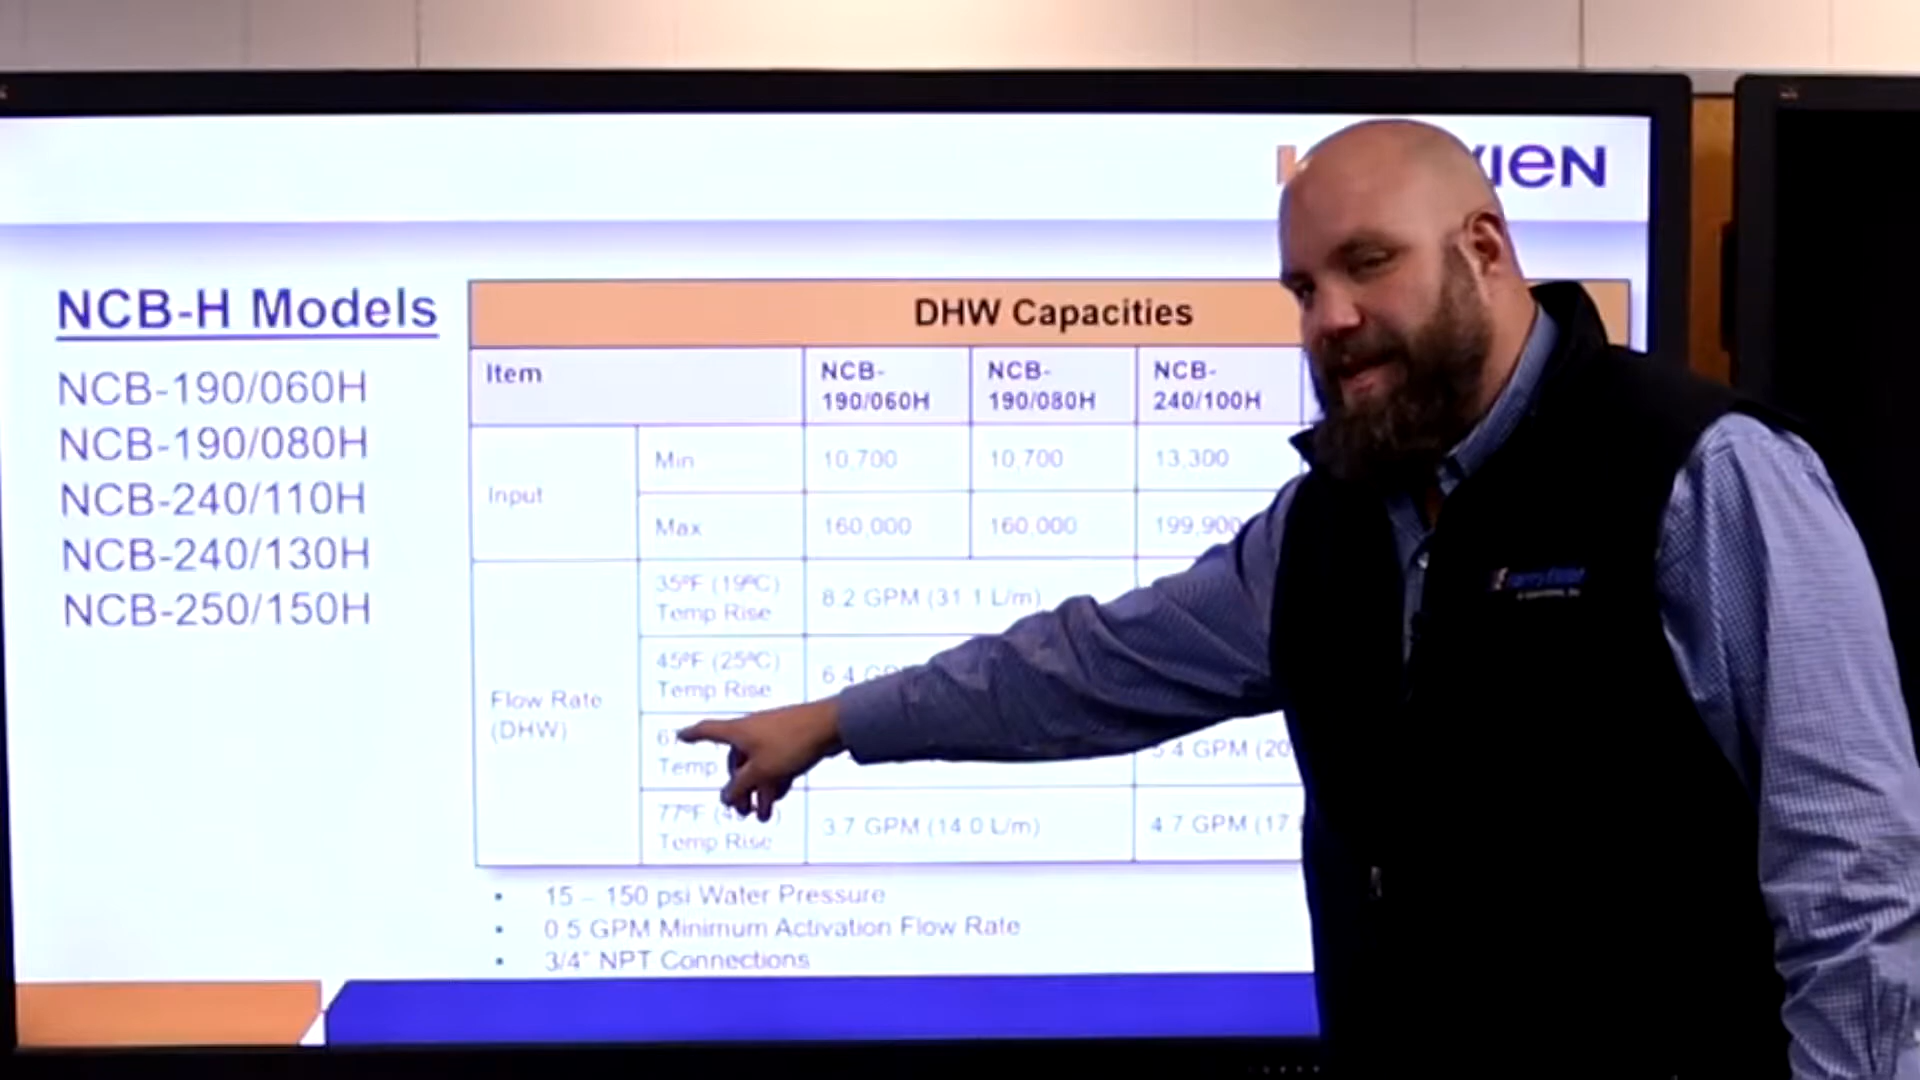 NCB-H Models
NCB-190/060H
NCB-190/080H
NCB-240/110H
NCB-240/130H
NCB-250/150H
DHW Capacities
Item
NCB-
190/060H
NCB-
190/080H
NCB-
240/100H
Input
Min
10,700
10,700
13,300
Max
160,000
160,000
199,900
Flow Rate
(DHW)
35ºF (19ºC)
Temp Rise
8.2 GPM (31.1 L/m)
45ºF (25ºC)
Temp Rise
6.4
Temp
GPM (20
77ºF
Temp Rise
3.7 GPM (14.0 L/m)
4.7 GPM (17
• 15 – 150 psi Water Pressure
• 0.5 GPM Minimum Activation Flow Rate
• 3/4" NPT Connections